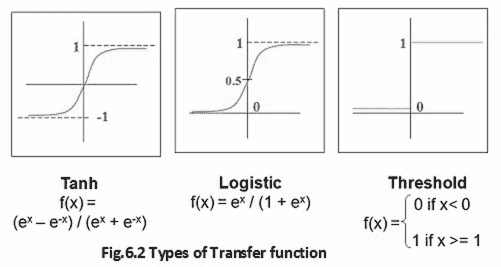 1
-1
1
0.5
0
1
0
Tanh
f(x) =
(eˣ – e⁻ˣ) / (eˣ + e⁻ˣ)
Logistic
f(x) = eˣ / (1 + eˣ)
Threshold
f(x) = { 0 if x< 0
1 if x >= 1
Fig.6.2 Types of Transfer function